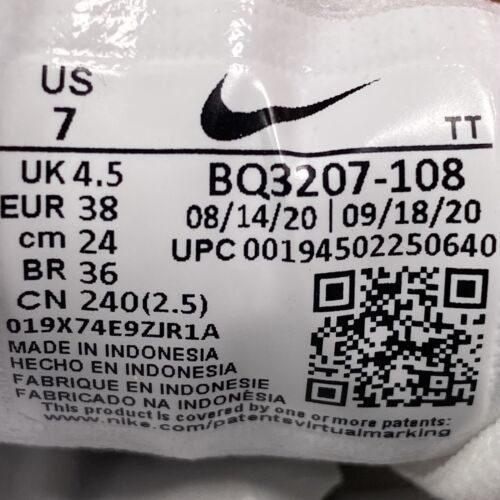 US
7
TT
UK 4.5
EUR 38
cm 24
BR 36
CN 240(2.5)
019X74E9ZJR1A
BQ3207-108
08/14/20 | 09/18/20
UPC 00194502250640
MADE IN INDONESIA
HECHO EN INDONESIA
FABRIQUE EN INDONESIE
FABRICADO NA INDONESIA
This product is covered by one or more patents:
www.nike.com/patentsvirtualmarking